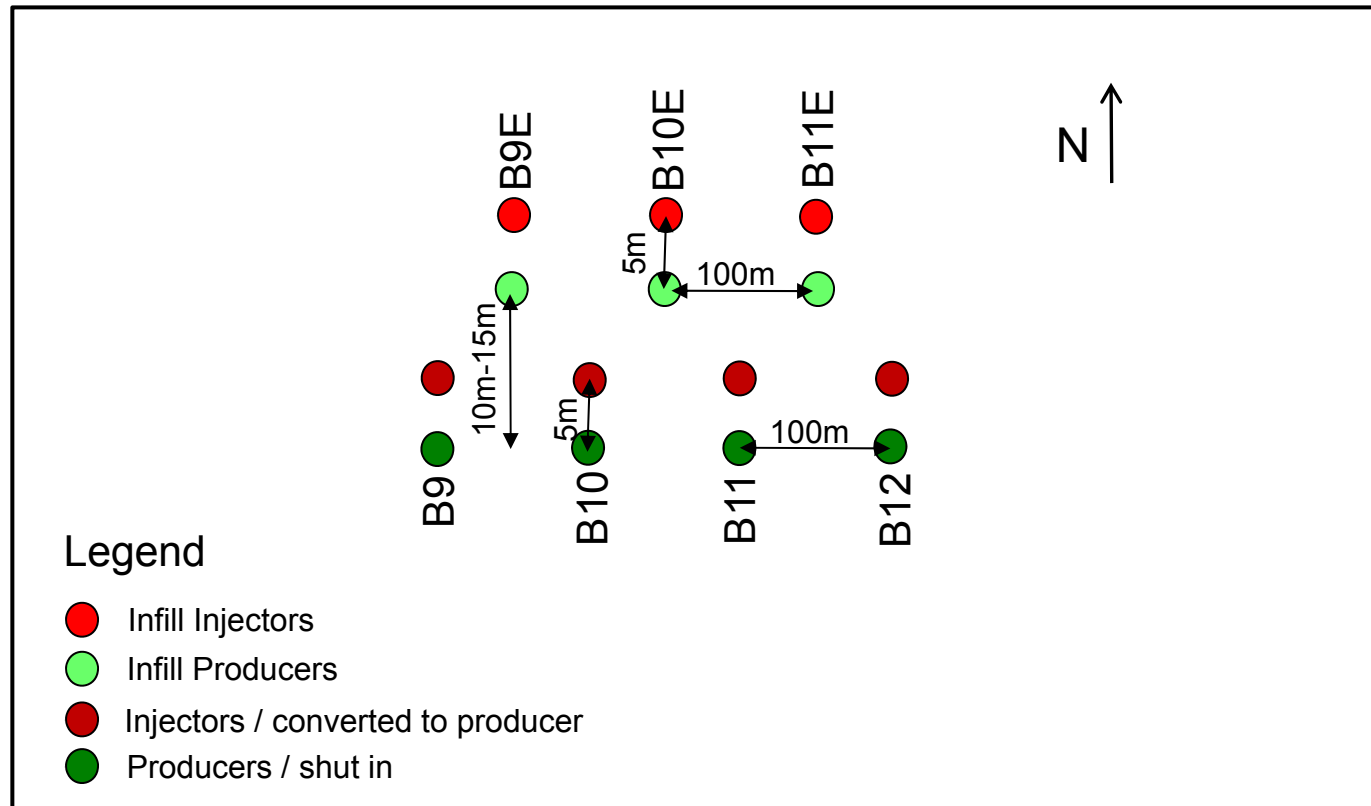 B9E
B10E
B11E
N
5m
100m
10m-15m
5m
100m
B9
B10
B11
B12
Legend
Infill Injectors
Infill Producers
Injectors / converted to producer
Producers / shut in